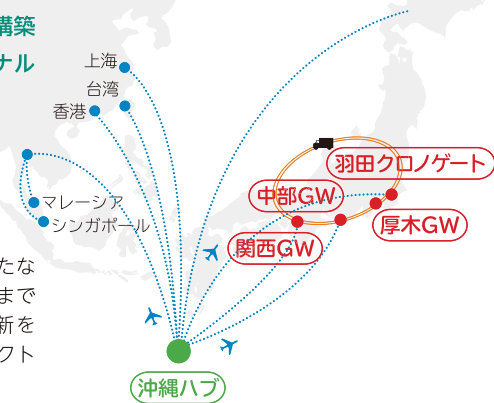 構築
ナル
上海
台湾
香港
マレーシア
シンガポール
羽田クロノゲート
中部GW
厚木GW
関西GW
たな
まで
新を
クト
沖縄ハブ